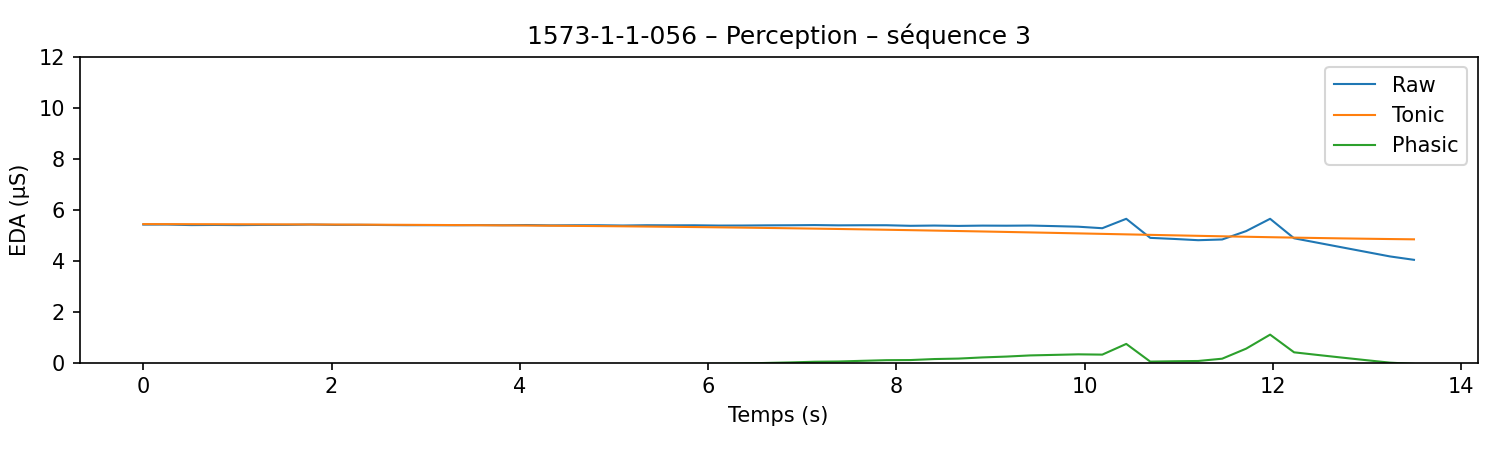 1573-1-1-056 – Perception – séquence 3
EDA (µS)
12
10
8
6
4
2
0
Raw
Tonic
Phasic
0 2 4 6 8 10 12 14
Temps (s)